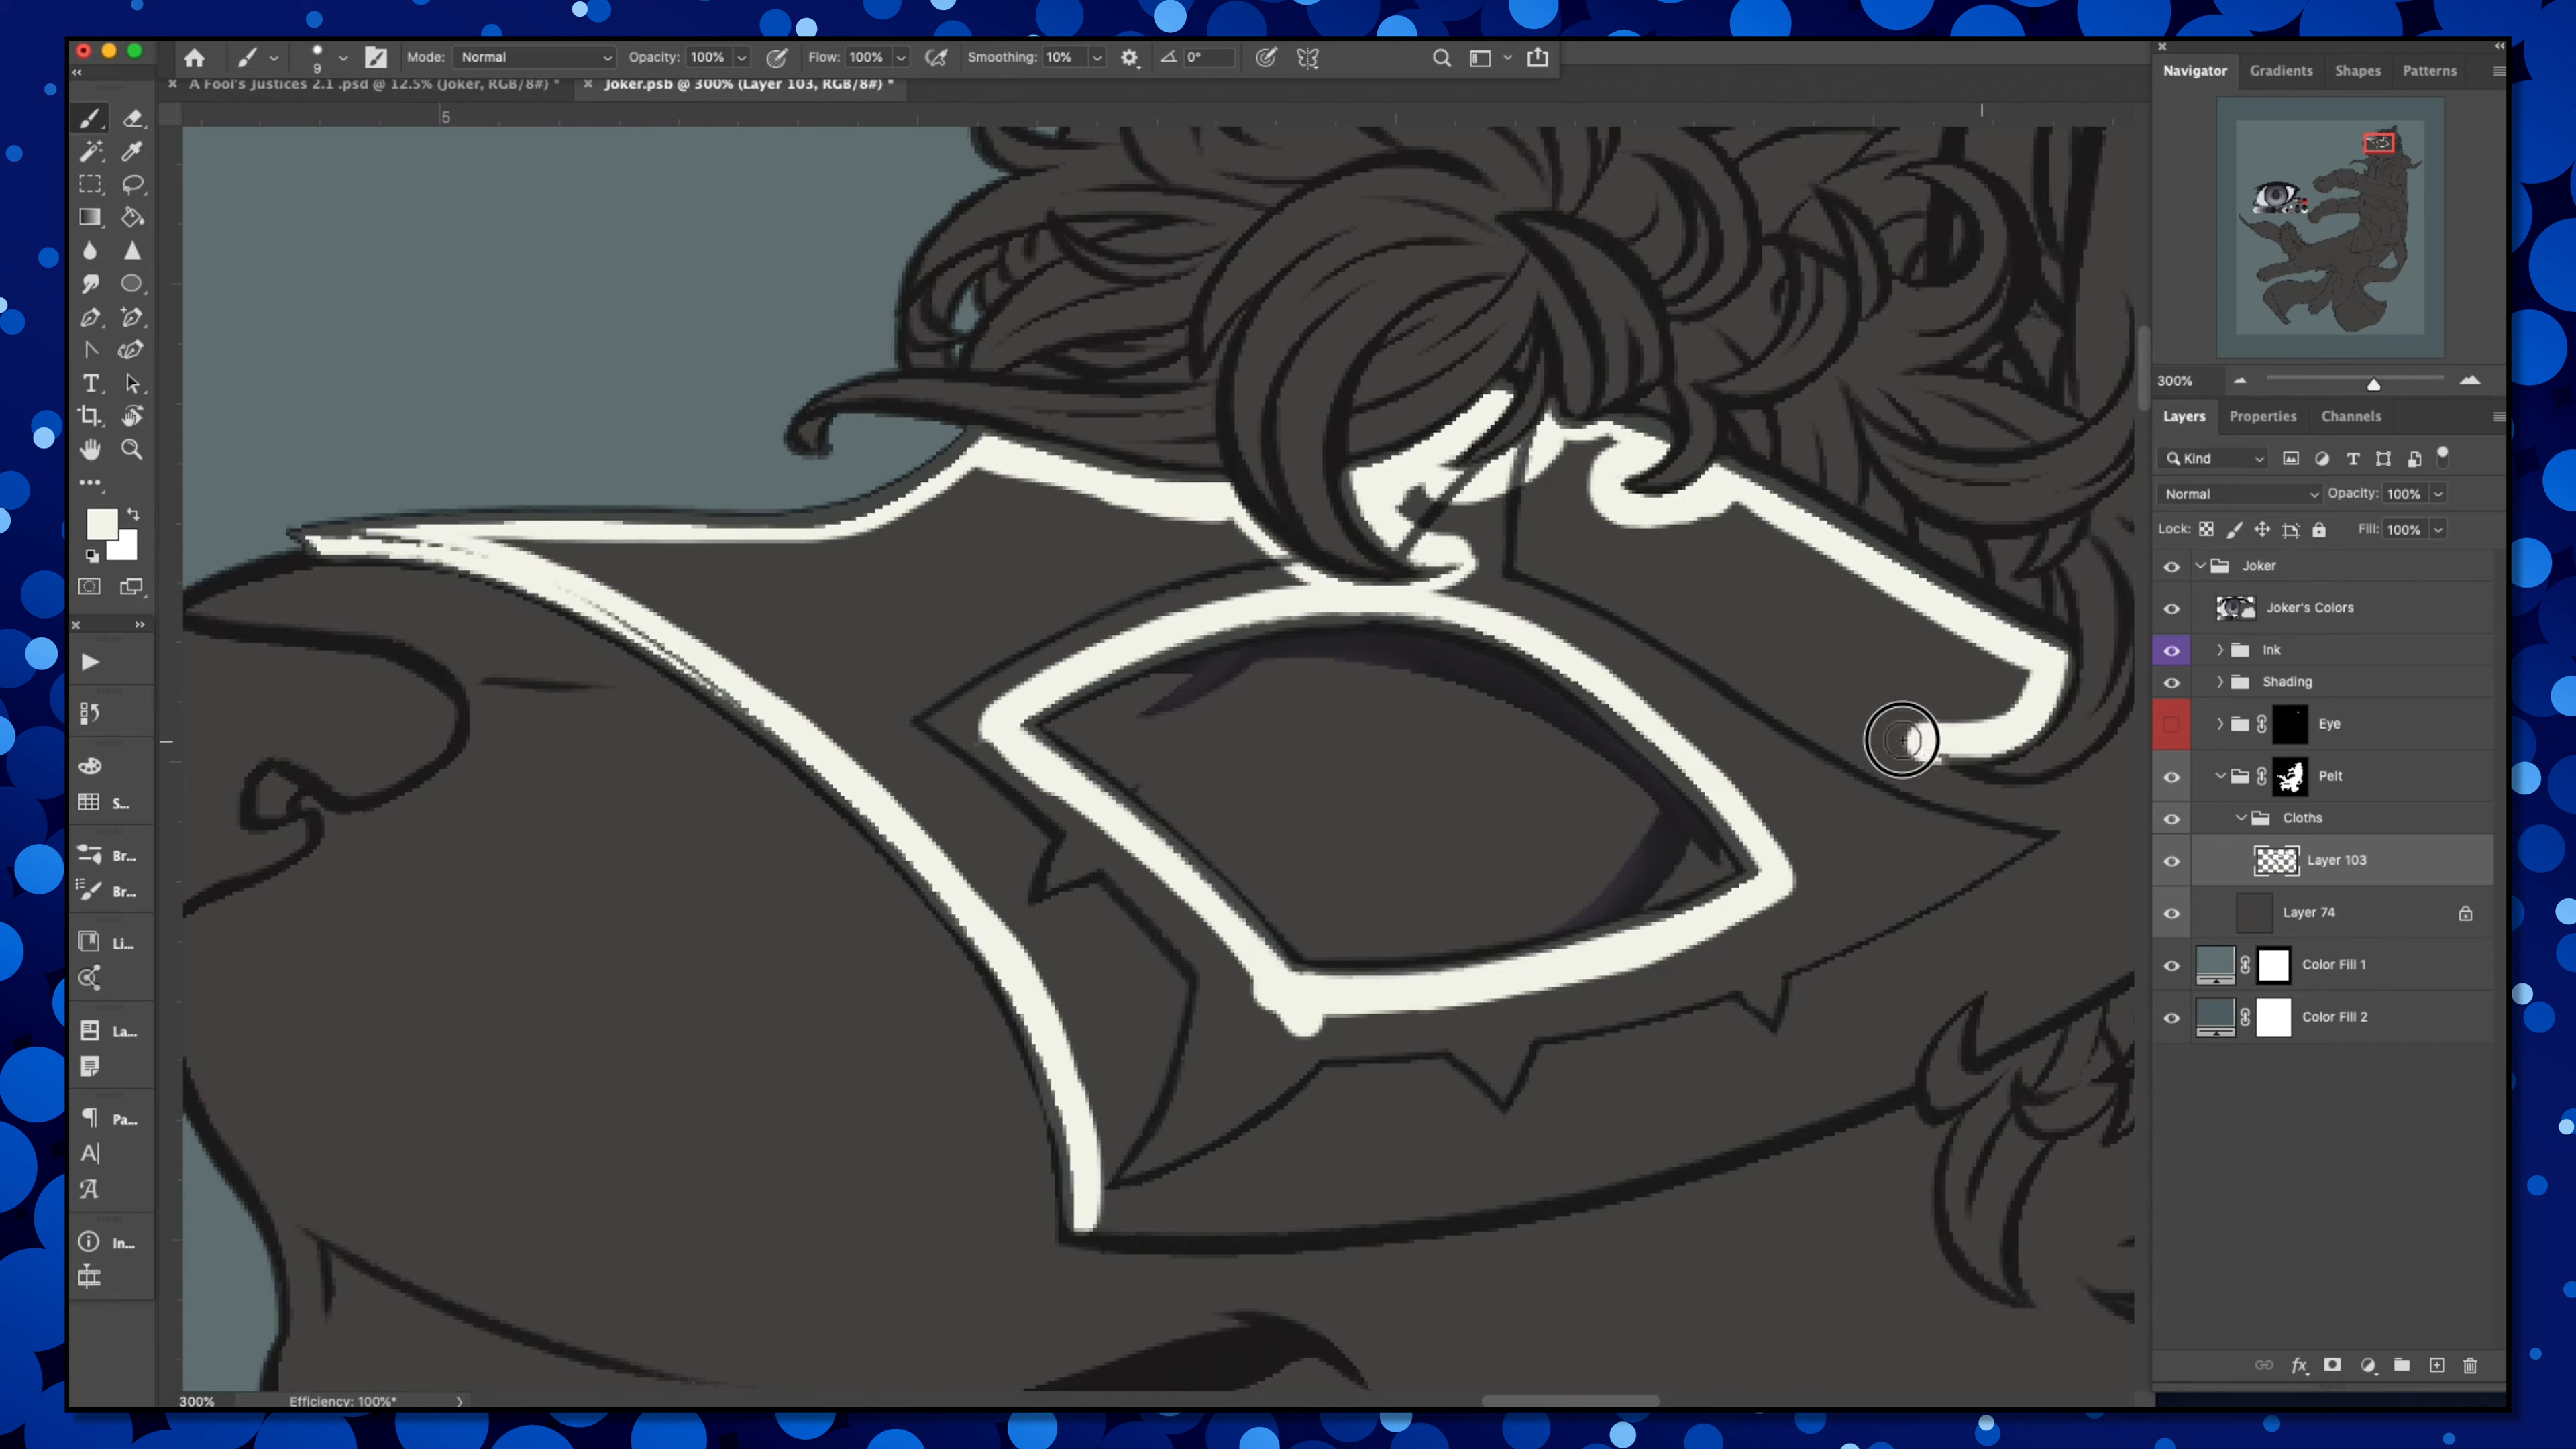 9 Mode: Normal Opacity: 100% Flow: 100% Smoothing: 10% 0°
A Fool's Justices 2.1 .psd @ 12.5% (Joker, RGB/8#) *
Joker.psb @ 300% (Layer 103, RGB/8#) *
5
S...
Br...
Br...
Li...
La...
Pa...
In...
300% Efficiency: 100%*
Navigator Gradients Shapes Patterns
300%
Layers Properties Channels
Kind
Normal Opacity: 100%
Lock: Fill: 100%
Joker
Joker's Colors
Ink
Shading
Eye
Pelt
Cloths
Layer 103
Layer 74
Color Fill 1
Color Fill 2
fx